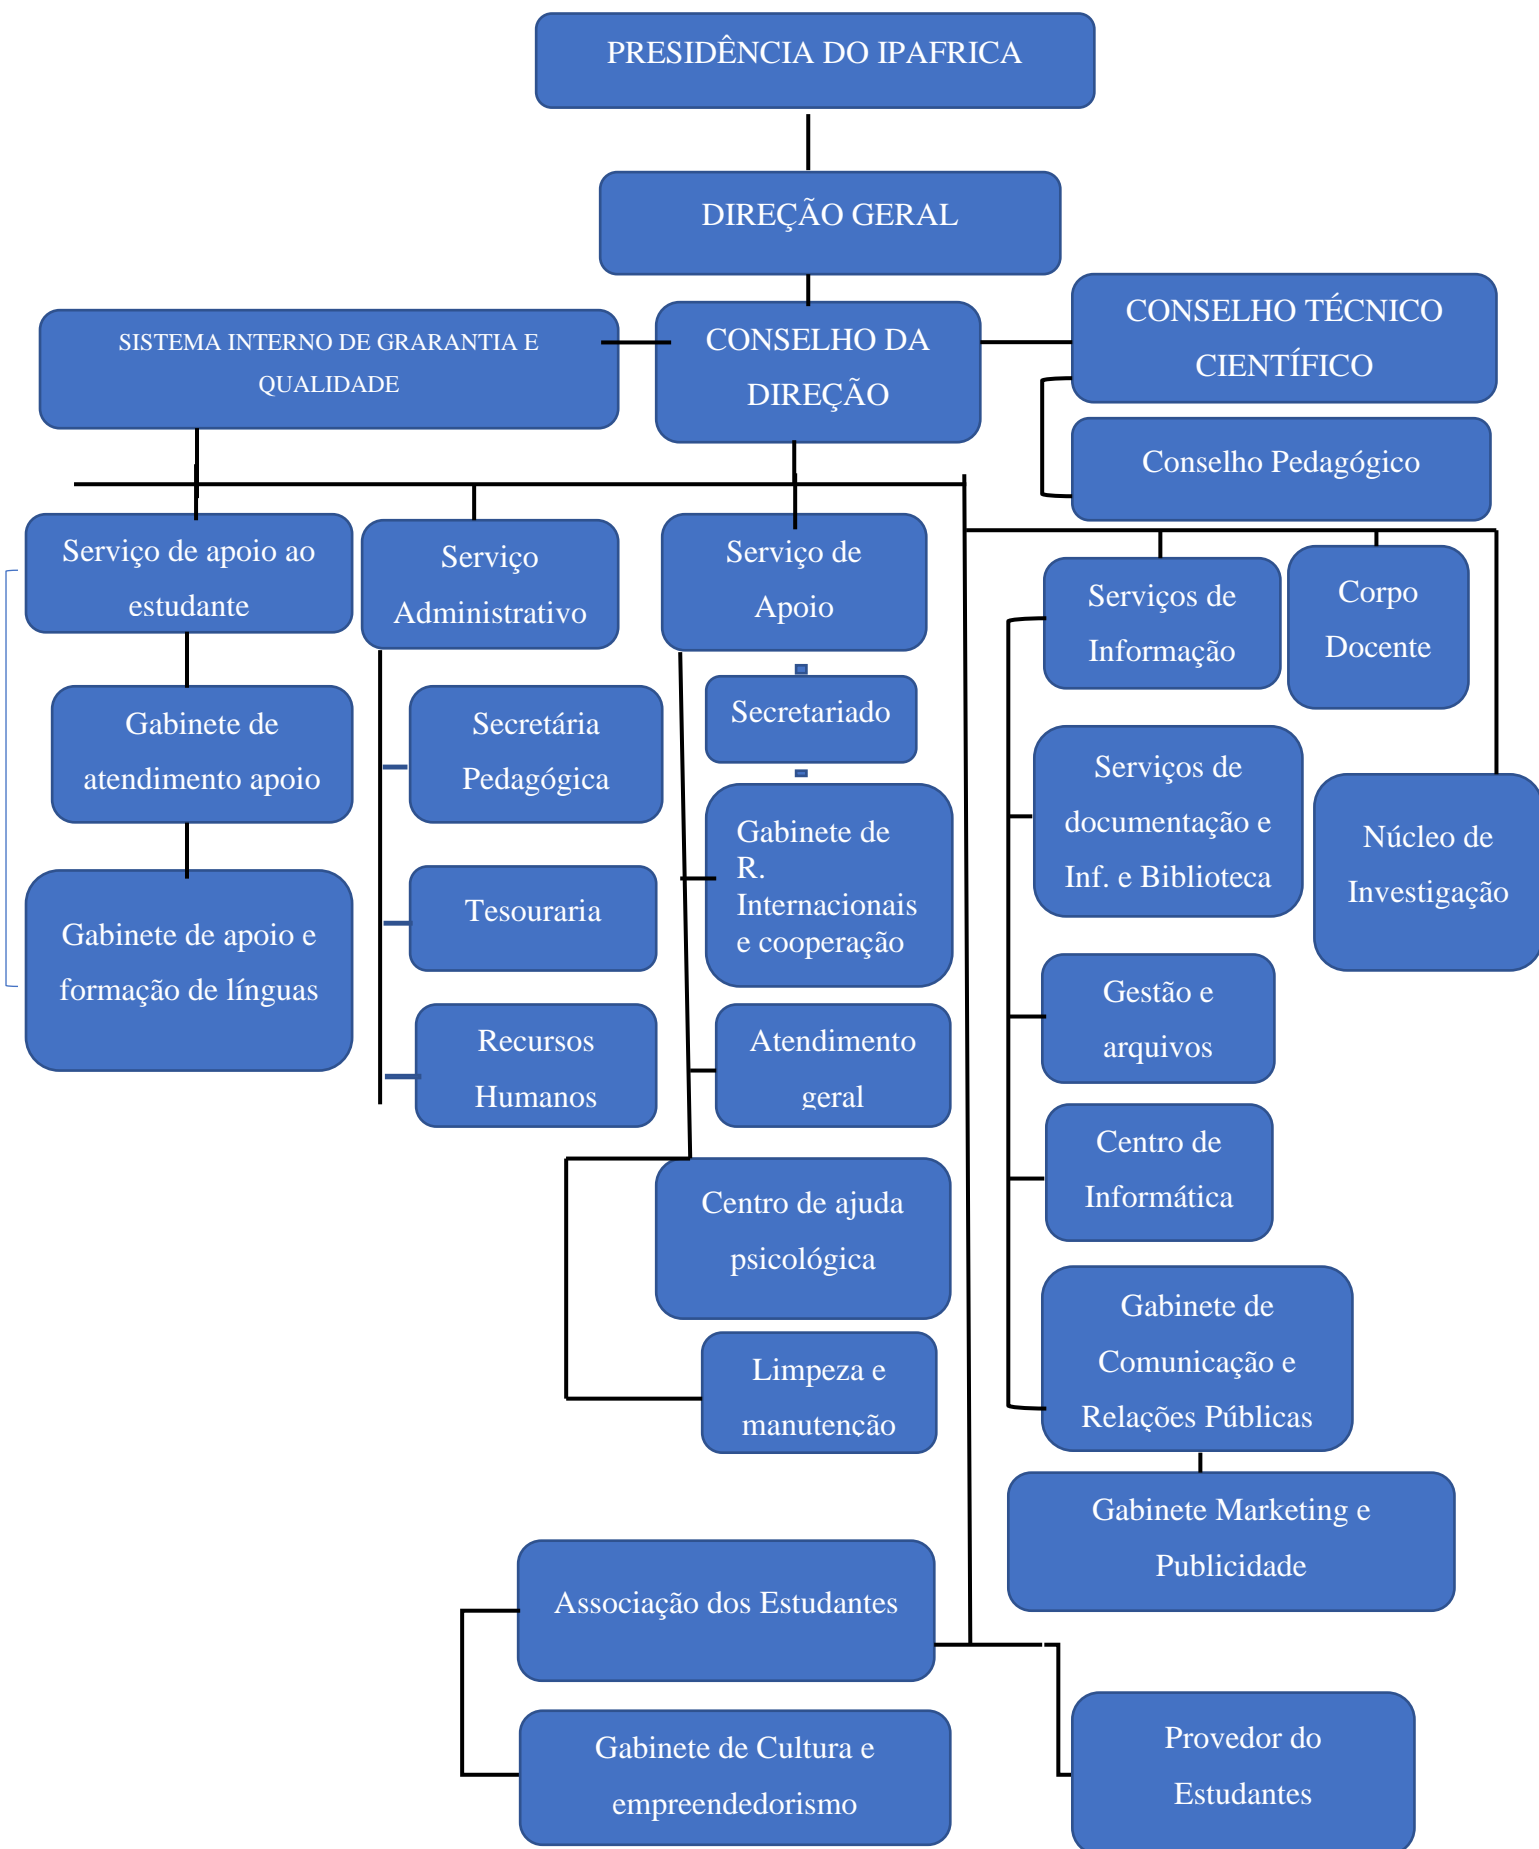 PRESIDÊNCIA DO IPAFRICA
DIREÇÃO GERAL
SISTEMA INTERNO DE GRARANTIA E
QUALIDADE
CONSELHO DA
DIREÇÃO
CONSELHO TÉCNICO
CIENTÍFICO
Conselho Pedagógico
Serviço de apoio ao
estudante
Gabinete de
atendimento apoio
Gabinete de apoio e
formação de línguas
Serviço
Administrativo
Secretária
Pedagógica
Tesouraria
Recursos
Humanos
Serviço de
Apoio
Secretariado
Gabinete de
R.
Internacionais
e cooperação
Atendimento
geral
Centro de ajuda
psicológica
Limpeza e
manutenção
Serviços de
Informação
Serviços de
documentação e
Inf. e Biblioteca
Gestão e
arquivos
Centro de
Informática
Gabinete de
Comunicação e
Relações Públicas
Gabinete Marketing e
Publicidade
Corpo
Docente
Núcleo de
Investigação
Associação dos Estudantes
Gabinete de Cultura e
empreendedorismo
Provedor do
Estudantes